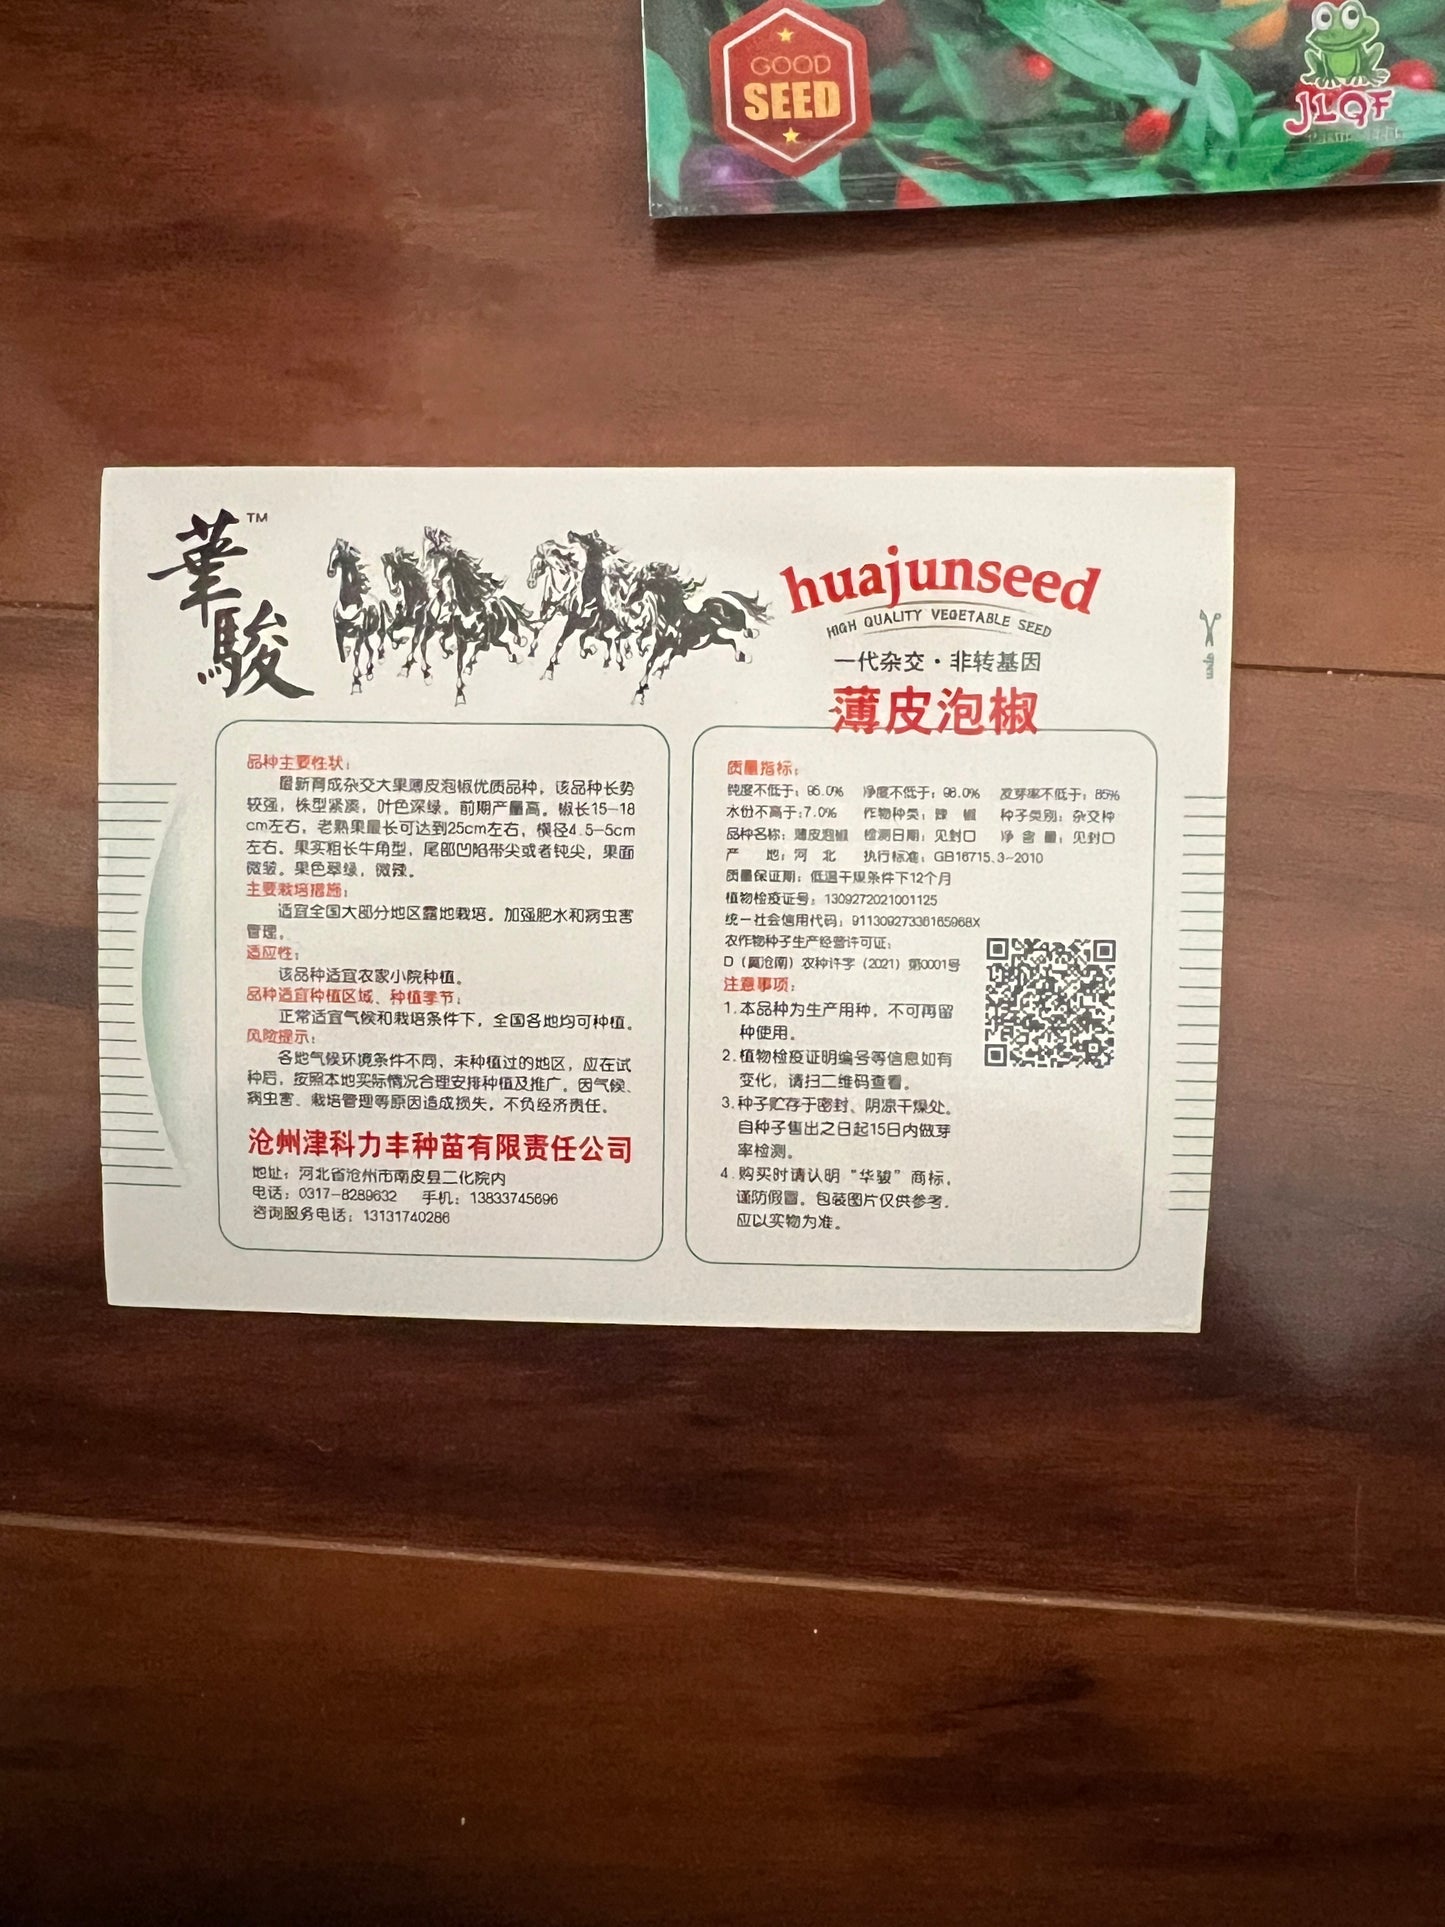 GOOD
SEED
JLQF
華駿™
huajunseed
HIGH QUALITY VEGETABLE SEED
一代杂交·非转基因
薄皮泡椒
品种主要性状：
最新育成杂交大果薄皮泡椒优质品种，该品种长势
较强，株型紧凑，叶色深绿。前期产量高。椒长15-18
cm左右，老熟果最长可达到25cm左右，横径4.5-5cm
左右。果实粗长牛角型，尾部凹陷带尖或者钝尖，果面
微皱。果色翠绿，微辣。
主要栽培措施：
适宜全国大部分地区露地栽培。加强肥水和病虫害
管理。
适应性：
该品种适宜农家小院种植。
品种适宜种植区域、种植季节：
正常适宜气候和栽培条件下，全国各地均可种植。
风险提示：
各地气候环境条件不同，未种植过的地区，应在试
种后，按照本地实际情况合理安排种植及推广。因气候、
病虫害、栽培管理等原因造成损失，不负经济责任。
沧州津科力丰种苗有限责任公司
地址：河北省沧州市南皮县二化院内
电话：0317-8289632 手机：13833745696
咨询服务电话：13131740286
质量指标：
纯度不低于：95.0% 净度不低于：98.0% 发芽率不低于：85%
水份不高于:7.0% 作物种类：辣 椒 种子类别：杂交种
品种名称：薄皮泡椒 检测日期：见封口 净 含 量：见封口
产 地：河 北 执行标准：GB16715.3-2010
质量保证期：低温干燥条件下12个月
植物检疫证号：1309272021001125
统一社会信用代码：91130927336165968X
农作物种子生产经营许可证：
D（冀沧南）农种许字（2021）第0001号
注意事项：
1.本品种为生产用种，不可再留
种使用。
2.植物检疫证明编号等信息如有
变化，请扫二维码查看。
3.种子贮存于密封、阴凉干燥处。
自种子售出之日起15日内做芽
率检测。
4.购买时请认明“华骏”商标，
谨防假冒。包装图片仅供参考，
应以实物为准。